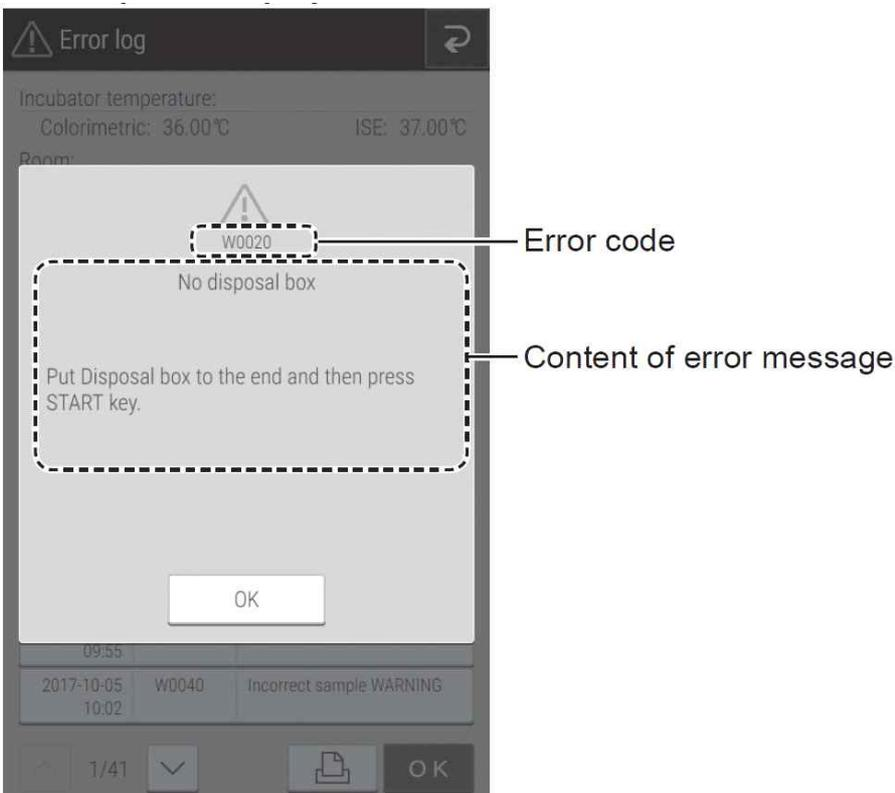 Error log
Incubator temperature:
Colorimetric: 36.00℃ ISE: 37.00℃
Room:
W0020
Error code
No disposal box
Content of error message
Put Disposal box to the end and then press
START key.
OK
09:55
2017-10-05 W0040 Incorrect sample WARNING
10:02
1/41 OK